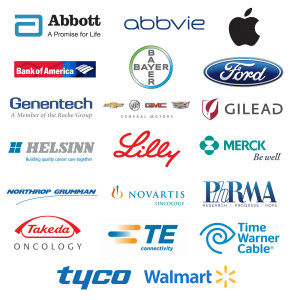 Abbott
A Promise for Life
abbvie
Bank of America
BAYER
BAYER
Ford
Genentech
A Member of the Roche Group
GMC
GENERAL MOTORS
GILEAD
HELSINN
Building quality cancer care together
Lilly
MERCK
Be well
NORTHROP GRUMMAN
NOVARTIS
ONCOLOGY
PhRMA
RESEARCH • PROGRESS • HOPE
Takeda
ONCOLOGY
TE
connectivity
Time
Warner
Cable
tyco
Walmart